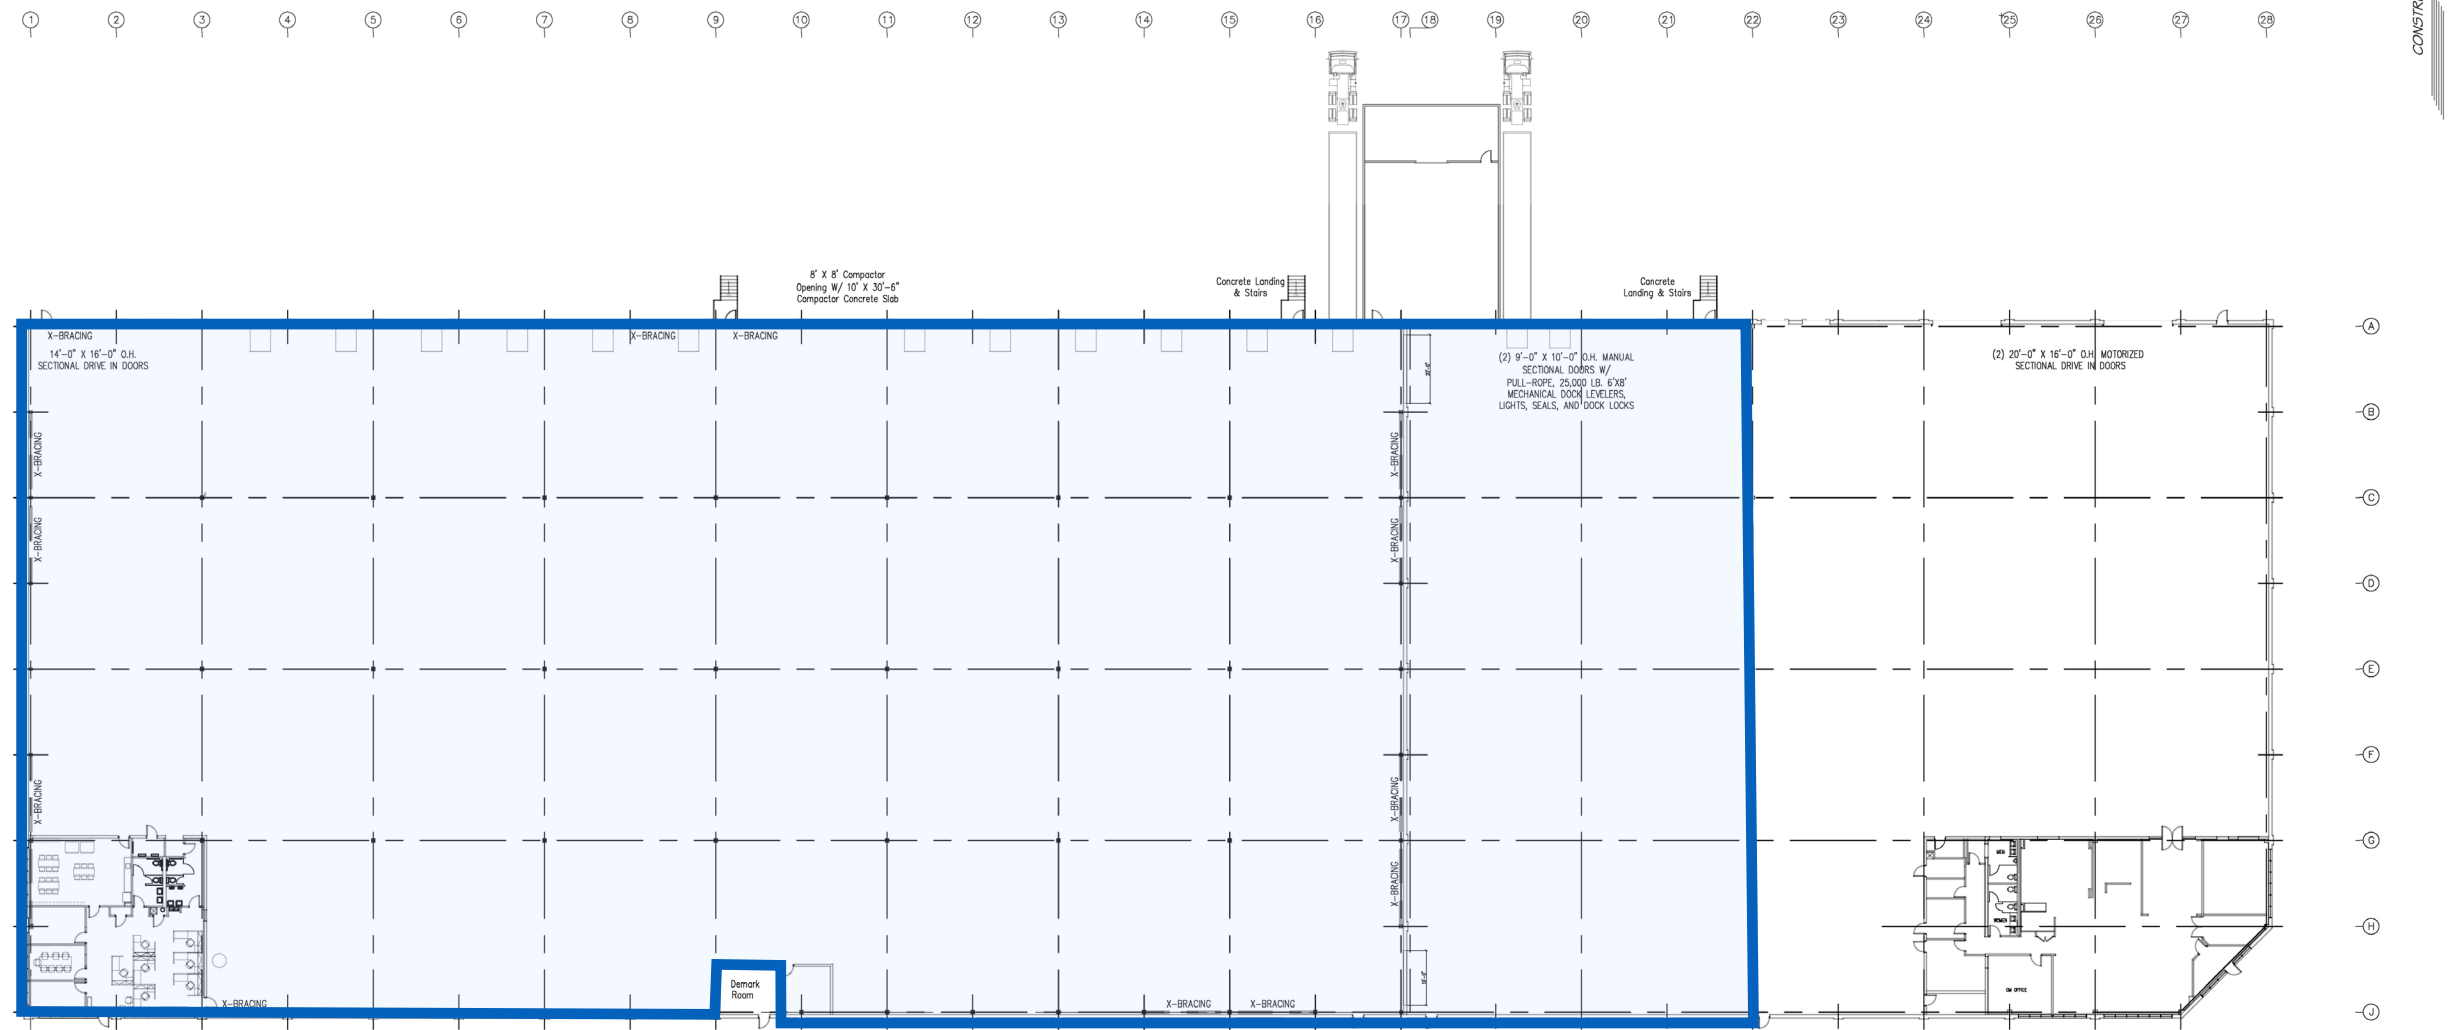 1 2 3 4 5 6 7 8 9 10 11 12 13 14 15 16 17 18 19 20 21 22 23 24 25 26 27 28
CONSTR
8' X 8' Compactor
Opening W/ 10' X 30'-6"
Compactor Concrete Slab
Concrete Landing
& Stairs
Concrete
Landing & Stairs
X-BRACING
X-BRACING
X-BRACING
14'-0" X 16'-0" O.H.
SECTIONAL DRIVE IN DOORS
(2) 9'-0" X 10'-0" O.H. MANUAL
SECTIONAL DOORS W/
PULL-ROPE, 25,000 LB. 6'X8'
MECHANICAL DOCK LEVELERS,
LIGHTS, SEALS, AND DOCK LOCKS
(2) 20'-0" X 16'-0" O.H. MOTORIZED
SECTIONAL DRIVE IN DOORS
A
B
X-BRACING
X-BRACING
C
X-BRACING
X-BRACING
D
E
F
X-BRACING
X-BRACING
G
MEN
X-BRACING
WOMEN
H
Demark
Room
GM OFFICE
X-BRACING
X-BRACING
X-BRACING
J